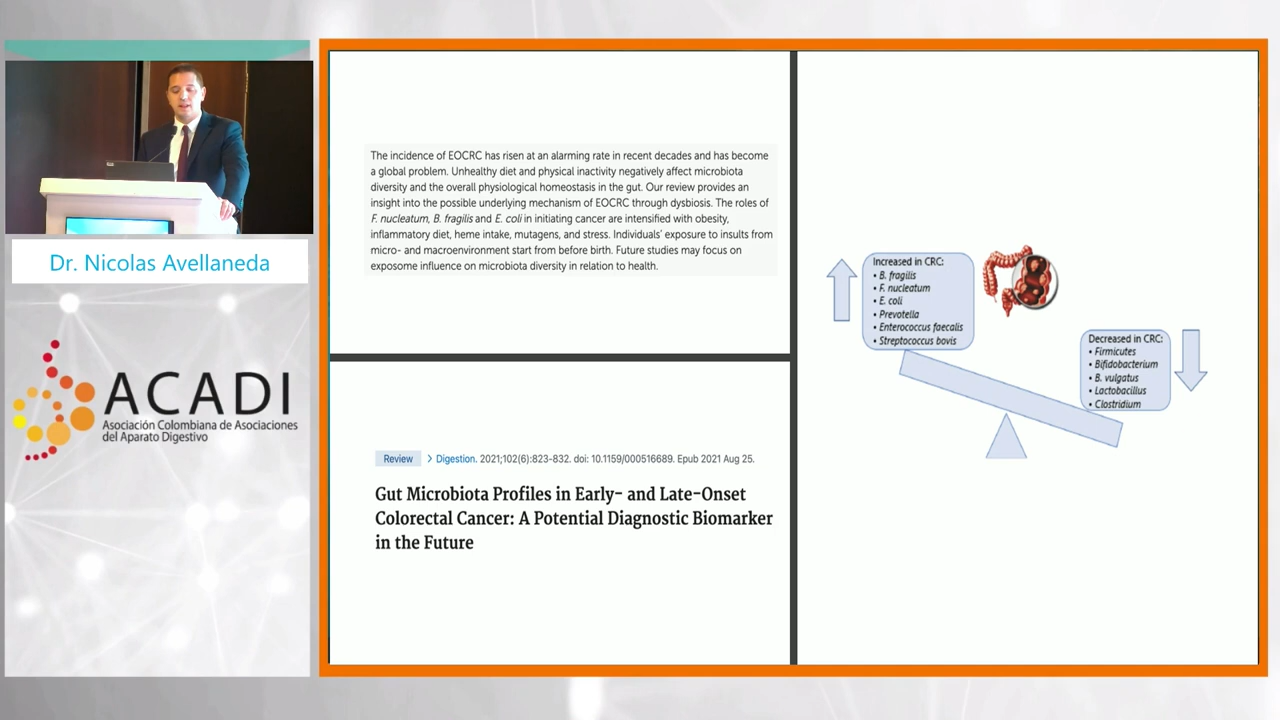 Dr. Nicolas Avellaneda
ACADI
Asociación Colombiana de Asociaciones
del Aparato Digestivo
The incidence of EOCRC has risen at an alarming rate in recent decades and has become
a global problem. Unhealthy diet and physical inactivity negatively affect microbiota
diversity and the overall physiological homeostasis in the gut. Our review provides an
insight into the possible underlying mechanism of EOCRC through dysbiosis. The roles of
F. nucleatum, B. fragilis and E. coli in initiating cancer are intensified with obesity,
inflammatory diet, heme intake, mutagens, and stress. Individuals' exposure to insults from
micro- and macroenvironment start from before birth. Future studies may focus on
exposome influence on microbiota diversity in relation to health.
Review > Digestion. 2021;102(6):823-832. doi: 10.1159/000516689. Epub 2021 Aug 25.
Gut Microbiota Profiles in Early- and Late-Onset
Colorectal Cancer: A Potential Diagnostic Biomarker
in the Future
Increased in CRC:
• B. fragilis
• F. nucleatum
• E. coli
• Prevotella
• Enterococcus faecalis
• Streptococcus bovis
Decreased in CRC:
• Firmicutes
• Bifidobacterium
• B. vulgatus
• Lactobacillus
• Clostridium